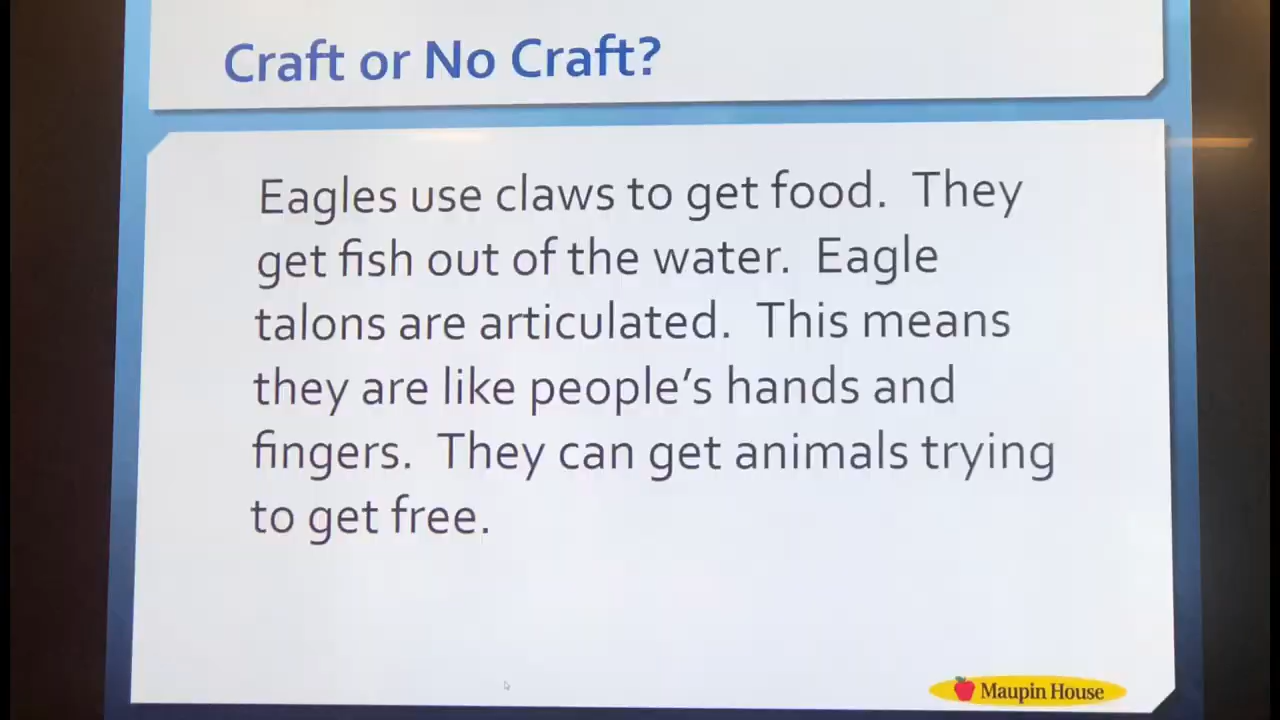 Craft or No Craft?
Eagles use claws to get food.  They
get fish out of the water.  Eagle
talons are articulated.  This means
they are like people's hands and
fingers.  They can get animals trying
to get free.
Maupin House